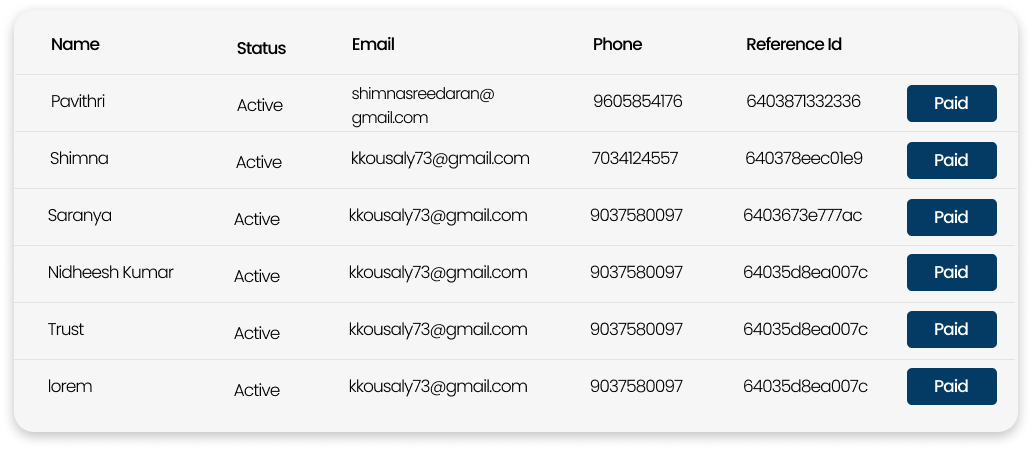 Name Status Email Phone Reference Id
Pavithri Active shimnasreedaran@ 9605854176 6403871332336 Paid
gmail.com
Shimna Active kkousaly73@gmail.com 7034124557 640378eec01e9 Paid
Saranya Active kkousaly73@gmail.com 9037580097 6403673e777ac Paid
Nidheesh Kumar Active kkousaly73@gmail.com 9037580097 64035d8ea007c Paid
Trust Active kkousaly73@gmail.com 9037580097 64035d8ea007c Paid
lorem Active kkousaly73@gmail.com 9037580097 64035d8ea007c Paid